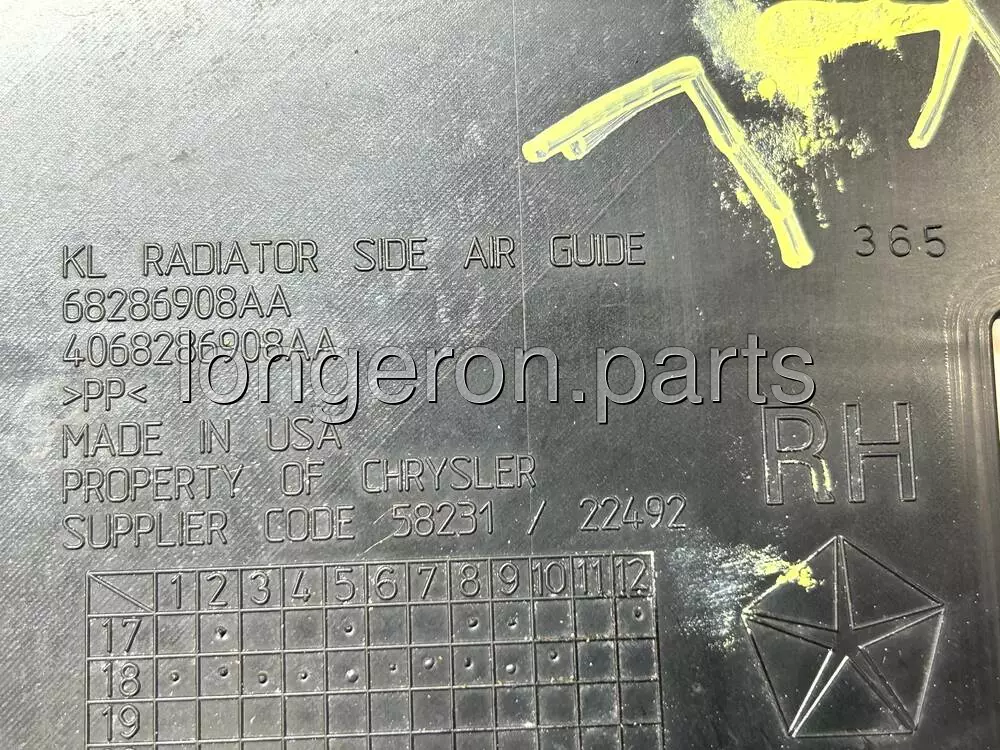 KL RADIATOR SIDE AIR GUIDE
365
68286908AA
4068286908AA
>PP<
longeron.parts
MADE IN USA
RH
PROPERTY OF CHRYSLER
SUPPLIER CODE 58231 / 22492
1 2 3 4 5 6 7 8 9 10 11 12
17
18
19